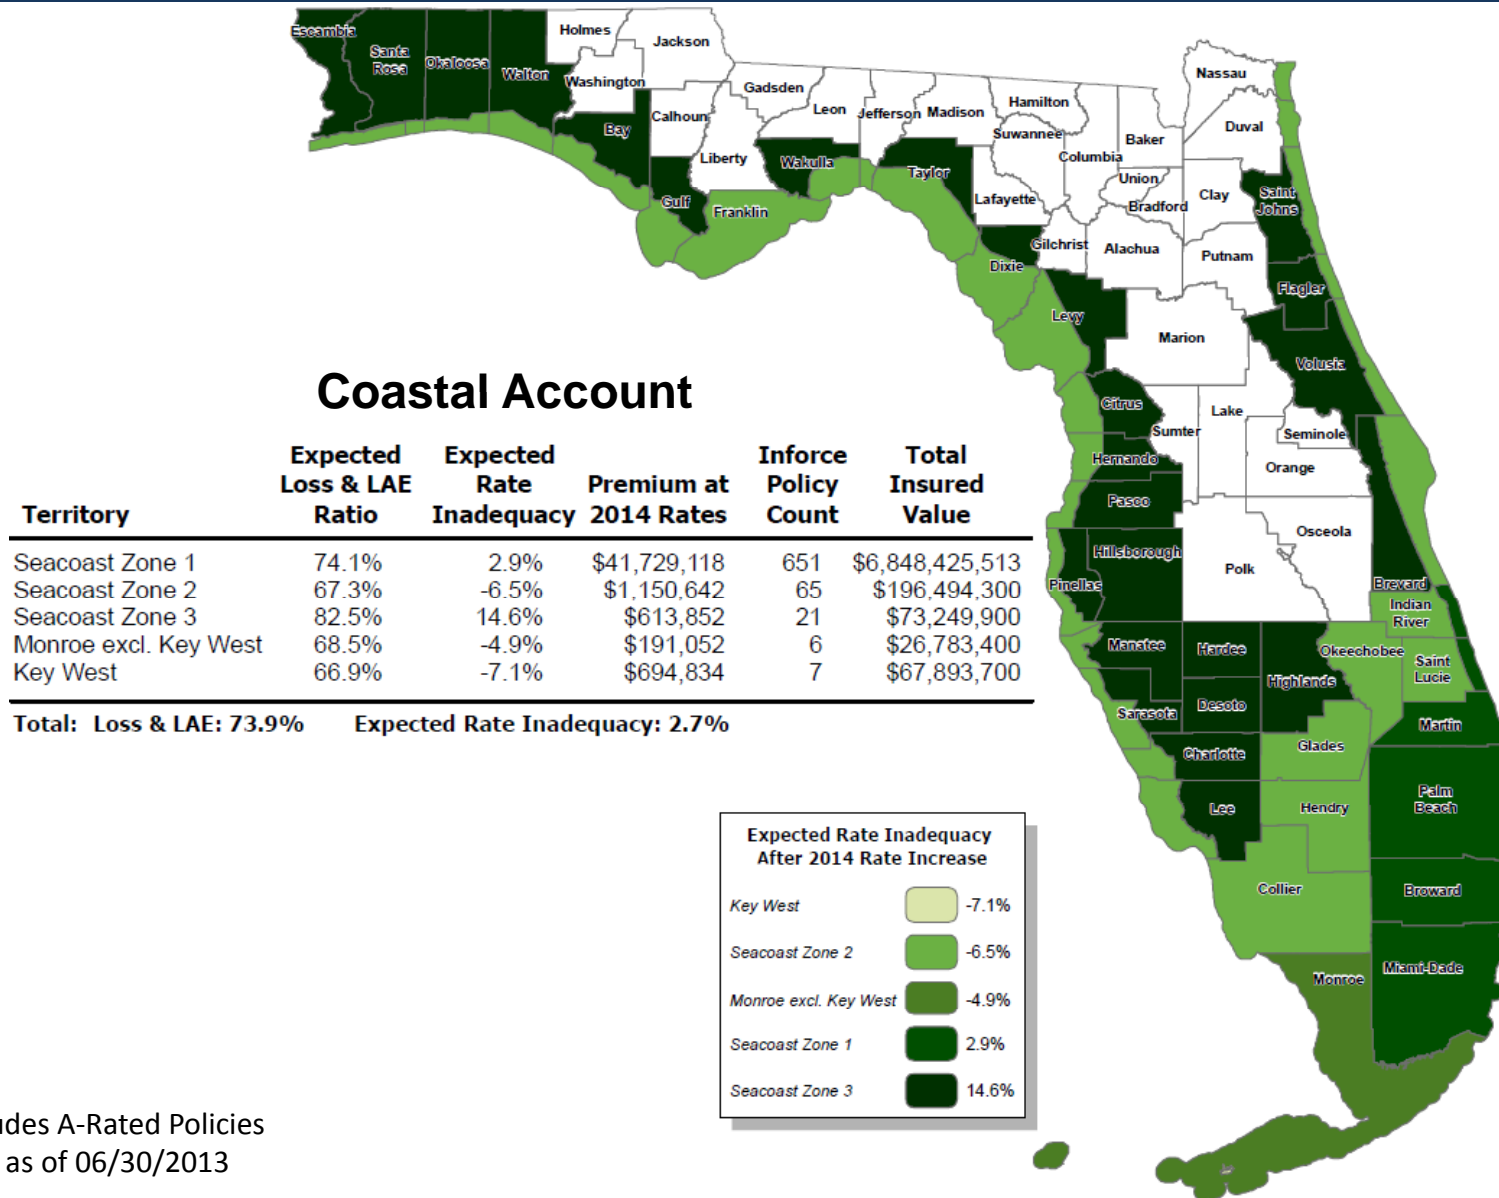 Escambia
Santa
Rosa
Okaloosa
Walton
Holmes
Jackson
Washington
Bay
Calhoun
Gulf
Liberty
Gadsden
Franklin
Leon
Wakulla
Jefferson
Madison
Taylor
Hamilton
Suwannee
Lafayette
Columbia
Baker
Union
Bradford
Nassau
Duval
Clay
Saint
Johns
Dixie
Gilchrist
Alachua
Putnam
Flagler
Levy
Marion
Volusia
Citrus
Sumter
Lake
Seminole
Hernando
Orange
Pasco
Osceola
Hillsborough
Pinellas
Polk
Brevard
Indian
River
Manatee
Hardee
Highlands
Okeechobee
Saint
Lucie
Sarasota
Desoto
Martin
Charlotte
Glades
Lee
Hendry
Palm
Beach
Collier
Broward
Monroe
Miami-Dade
Coastal Account
Territory
Expected
Loss & LAE
Ratio
Expected
Rate
Inadequacy
Premium at
2014 Rates
Inforce
Policy
Count
Total
Insured
Value
Seacoast Zone 1 74.1% 2.9% $41,729,118 651 $6,848,425,513
Seacoast Zone 2 67.3% -6.5% $1,150,642 65 $196,494,300
Seacoast Zone 3 82.5% 14.6% $613,852 21 $73,249,900
Monroe excl. Key West 68.5% -4.9% $191,052 6 $26,783,400
Key West 66.9% -7.1% $694,834 7 $67,893,700
Total: Loss & LAE: 73.9% Expected Rate Inadequacy: 2.7%
Expected Rate Inadequacy
After 2014 Rate Increase
Key West -7.1%
Seacoast Zone 2 -6.5%
Monroe excl. Key West -4.9%
Seacoast Zone 1 2.9%
Seacoast Zone 3 14.6%
A-Rated Policies
as of 06/30/2013